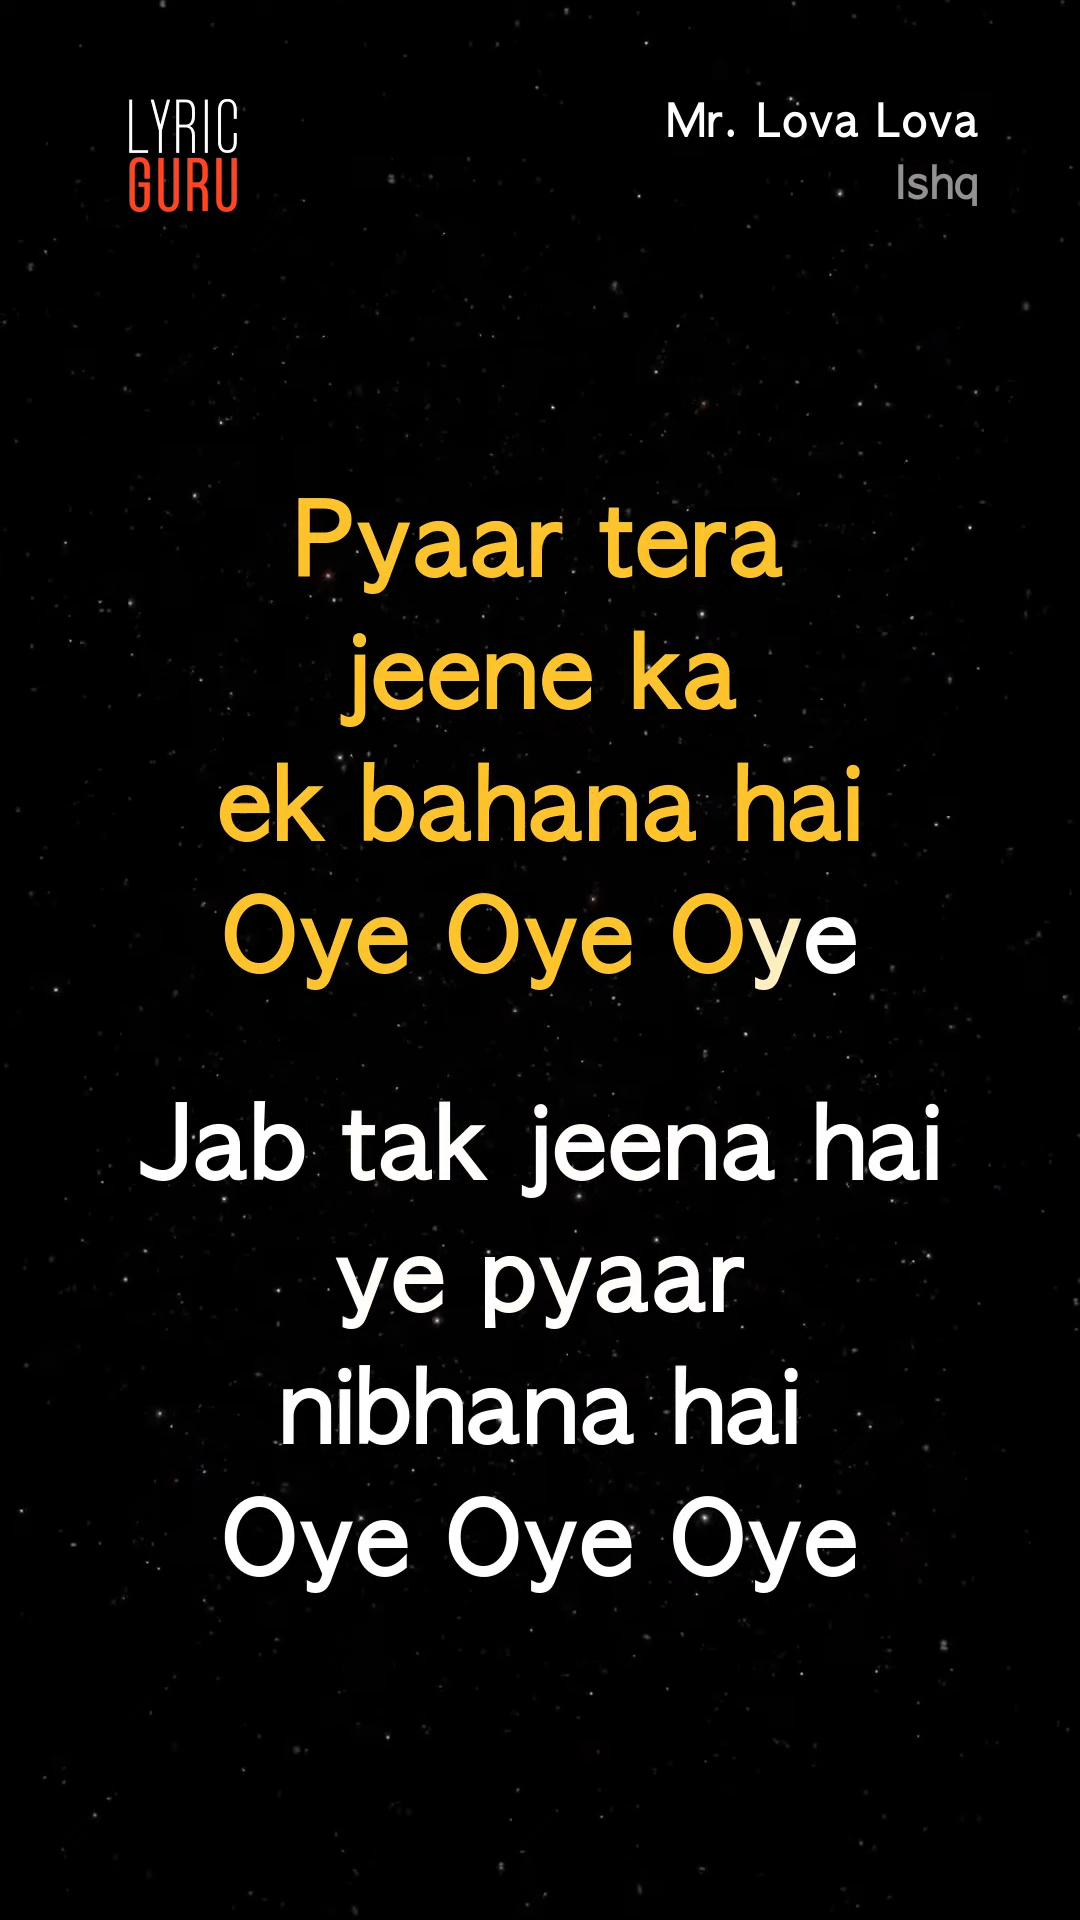 LYRIC
GURU
Mr. Lova Lova
Ishq
Pyaar tera
jeene ka
ek bahana hai
Oye Oye Oye
Jab tak jeena hai
ye pyaar
nibhana hai
Oye Oye Oye